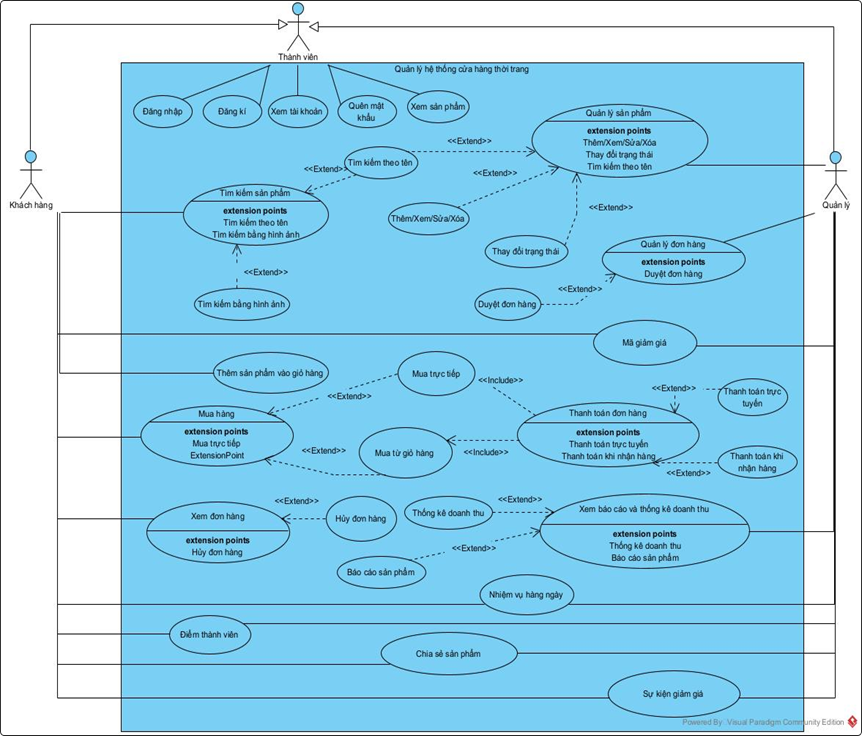 Thành viên
Quản lý hệ thống cửa hàng thời trang
Đăng nhập
Đăng kí
Xem tài khoản
Quên mật
khẩu
Xem sản phẩm
Quản lý sản phẩm
extension points
Thêm/Xem/Sửa/Xóa
Thay đổi trạng thái
Tìm kiếm theo tên
<<Extend>>
Tìm kiếm theo tên
<<Extend>>
<<Extend>>
Khách hàng
Quản lý
Tìm kiếm sản phẩm
extension points
Tìm kiếm theo tên
Tìm kiếm bằng hình ảnh
Thêm/Xem/Sửa/Xóa
<<Extend>>
Thay đổi trạng thái
Quản lý đơn hàng
extension points
Duyệt đơn hàng
<<Extend>>
<<Extend>>
Tìm kiếm bằng hình ảnh
Duyệt đơn hàng
Mã giảm giá
Thêm sản phẩm vào giỏ hàng
Mua trực tiếp
<<Include>>
<<Extend>>
<<Extend>>
Thanh toán trực
tuyến
Mua hàng
extension points
Mua trực tiếp
ExtensionPoint
Thanh toán đơn hàng
extension points
Thanh toán trực tuyến
Thanh toán khi nhận hàng
<<Extend>>
Mua từ giỏ hàng
<<Include>>
Thanh toán khi
nhận hàng
<<Extend>>
Xem đơn hàng
extension points
Hủy đơn hàng
<<Extend>>
Hủy đơn hàng
Thống kê doanh thu
<<Extend>>
Xem báo cáo và thống kê doanh thu
extension points
Thống kê doanh thu
Báo cáo sản phẩm
<<Extend>>
Báo cáo sản phẩm
Nhiệm vụ hàng ngày
Điểm thành viên
Chia sẻ sản phẩm
Sự kiện giảm giá
Powered By: Visual Paradigm Community Edition